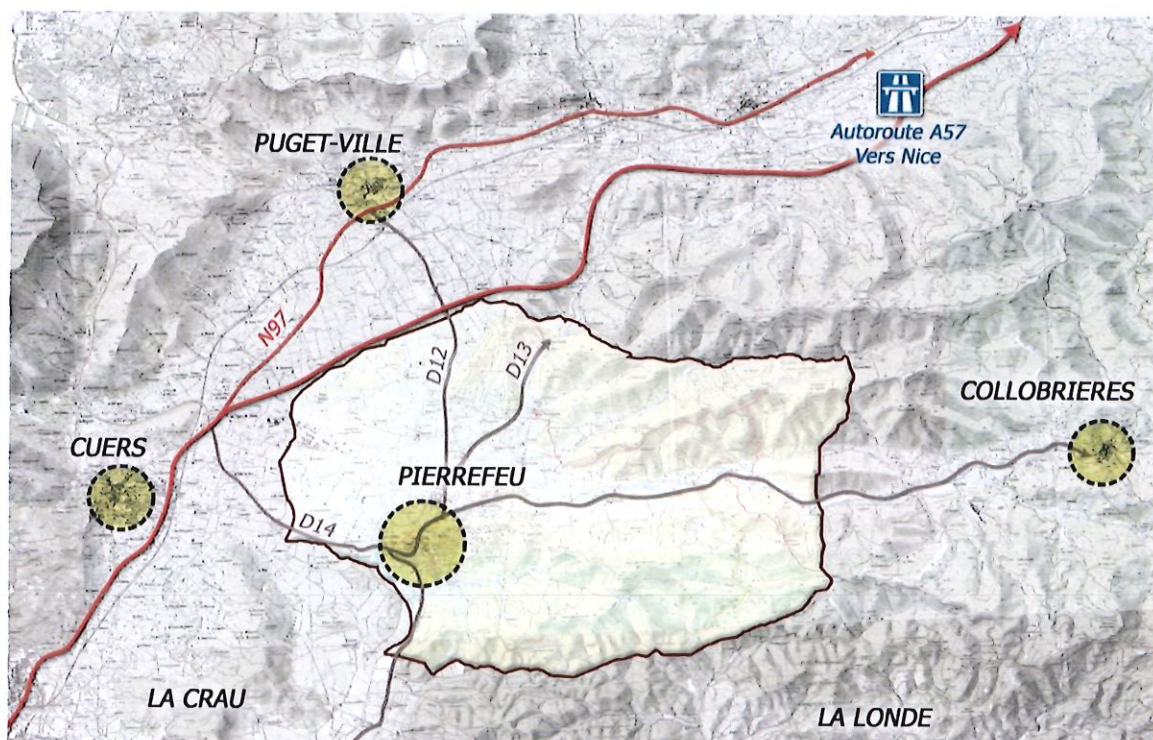 PUGET-VILLE
Autoroute A57
Vers Nice
N97
D12
D13
COLLOBRIERES
CUERS
PIERREFEU
D14
LA CRAU
LA LONDE